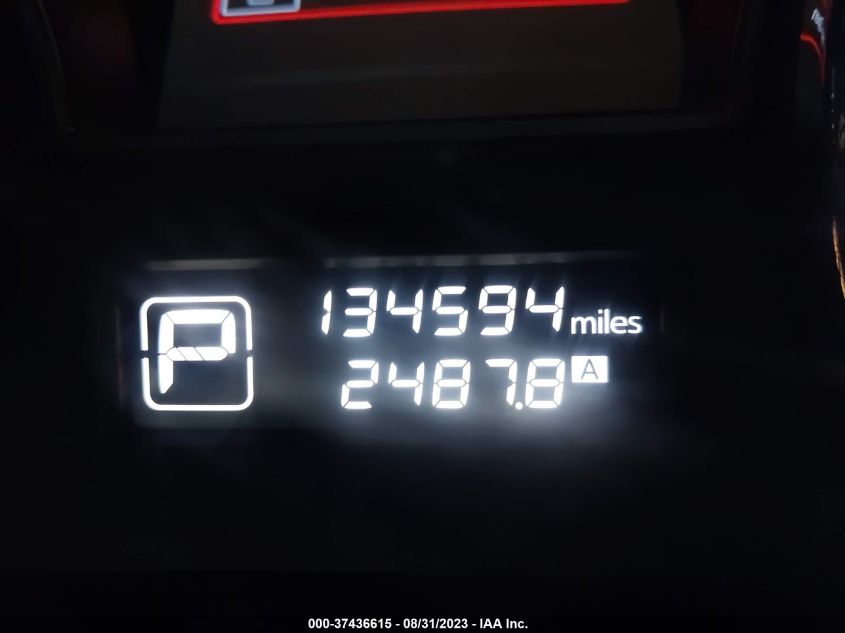 P
134594 miles
2487.8 A
000-37436615 - 08/31/2023 - IAA Inc.